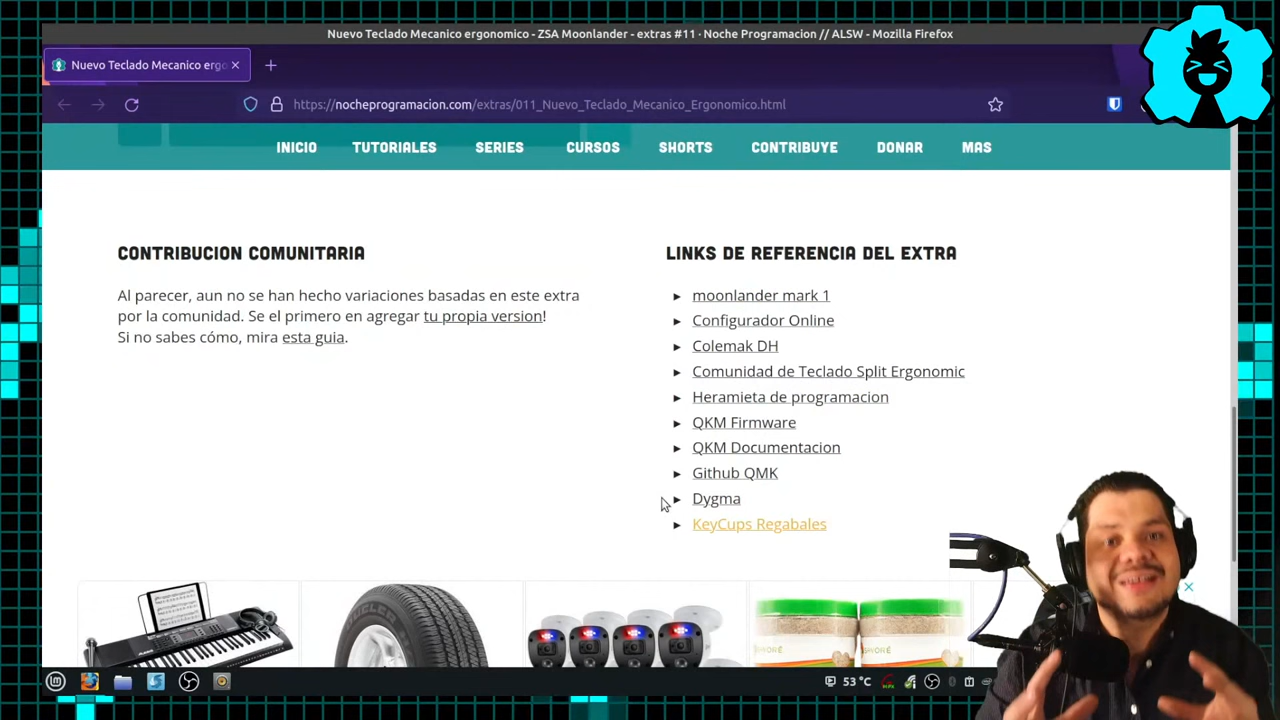 Nuevo Teclado Mecanico ergonomico - ZSA Moonlander - extras #11 · Noche Programacion // ALSW - Mozilla Firefox
Nuevo Teclado Mecanico erg
https://nocheprogramacion.com/extras/011_Nuevo_Teclado_Mecanico_Ergonomico.html
INICIO TUTORIALES SERIES CURSOS SHORTS CONTRIBUYE DONAR MAS
CONTRIBUCION COMUNITARIA
Al parecer, aun no se han hecho variaciones basadas en este extra
por la comunidad. Se el primero en agregar tu propia version!
Si no sabes cómo, mira esta guia.
LINKS DE REFERENCIA DEL EXTRA
moonlander mark 1
Configurador Online
Colemak DH
Comunidad de Teclado Split Ergonomic
Heramieta de programacion
QKM Firmware
QKM Documentacion
Github QMK
Dygma
KeyCups Regabales
53 °C